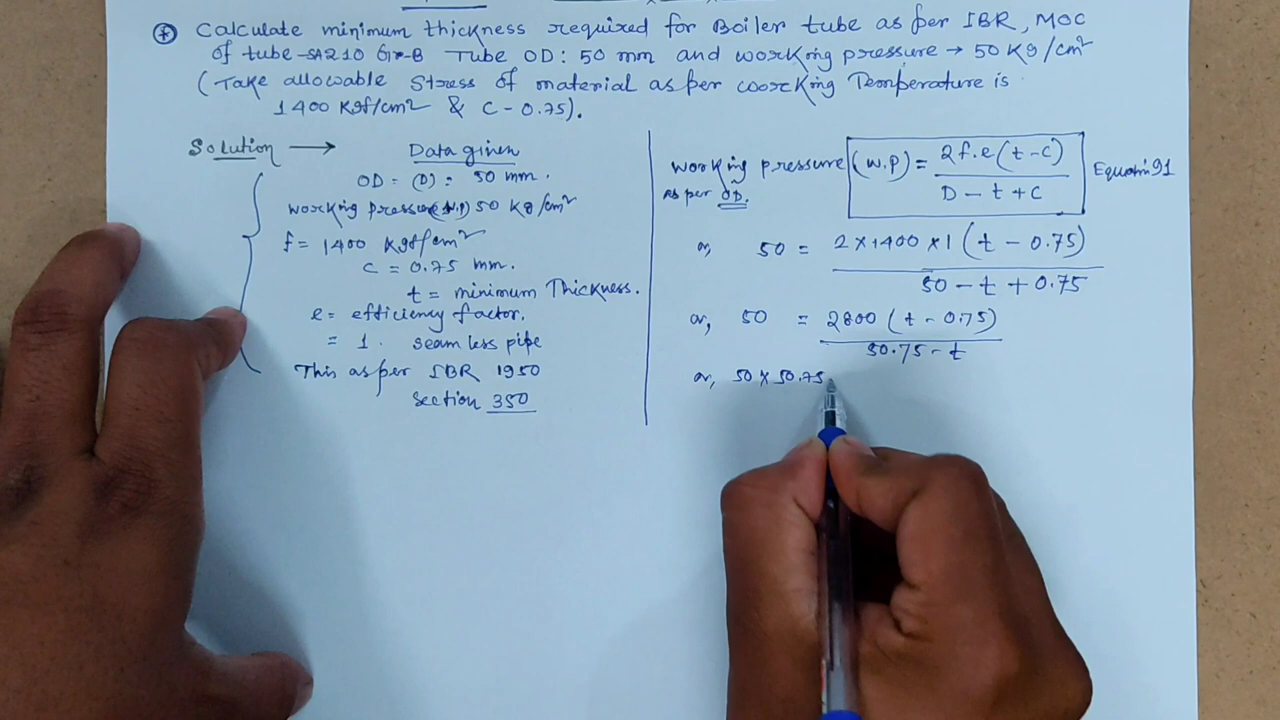 Calculate minimum thickness required for Boiler tube as per IBR, MOC
of tube-SA210 Gr-B Tube OD: 50 mm and working pressure → 50 Kg/cm²
(Take allowable Stress of material as per woorking Temperature is
1400 Kgf/cm² & C-0.75).
Solution →
Data given
OD = (D) = 50 mm.
working pressure(w.p) 50 Kg/cm²
f = 1400 Kgf/cm²
C = 0.75 mm.
t = minimum Thickness.
e = efficiency factor.
= 1. seamless pipe
This as per IBR 1950
Section 350
working pressure (w.p) = 2f.e(t-c) / D-t+c Equation 91
as per OD.
or, 50 = 2×1400×1(t-0.75) / 50-t+0.75
or, 50 = 2800(t-0.75) / 50.75-t
or, 50×50.75